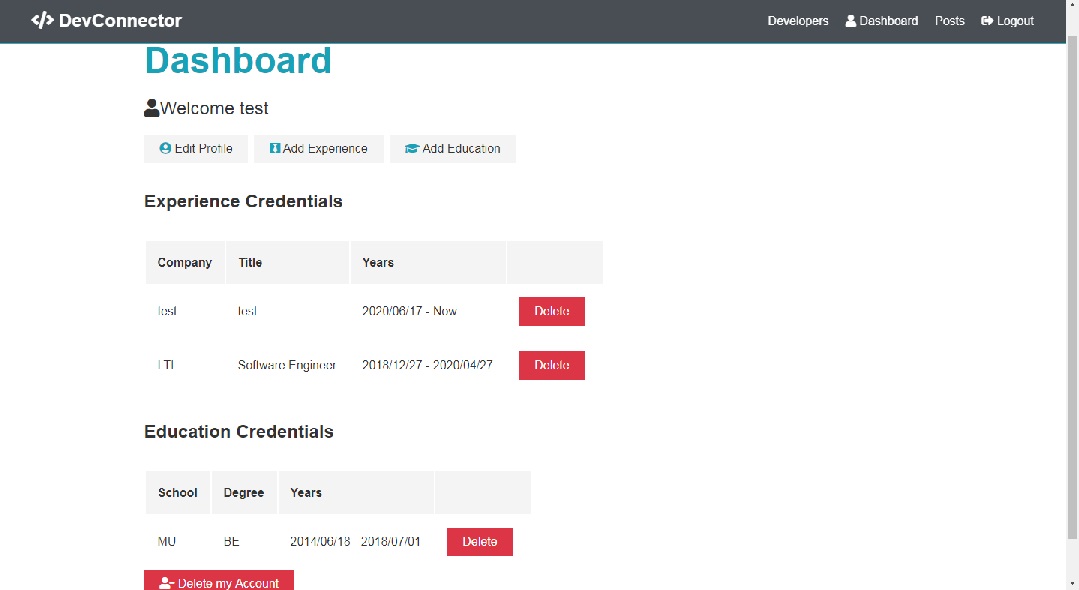 DevConnector
Developers Dashboard Posts Logout
Dashboard
Welcome test
Edit Profile Add Experience Add Education
Experience Credentials
Company Title Years
test test 2020/06/17 - Now Delete
LTI Software Engineer 2018/12/27 - 2020/04/27 Delete
Education Credentials
School Degree Years
MU BE 2014/06/18 - 2018/07/01 Delete
Delete my Account